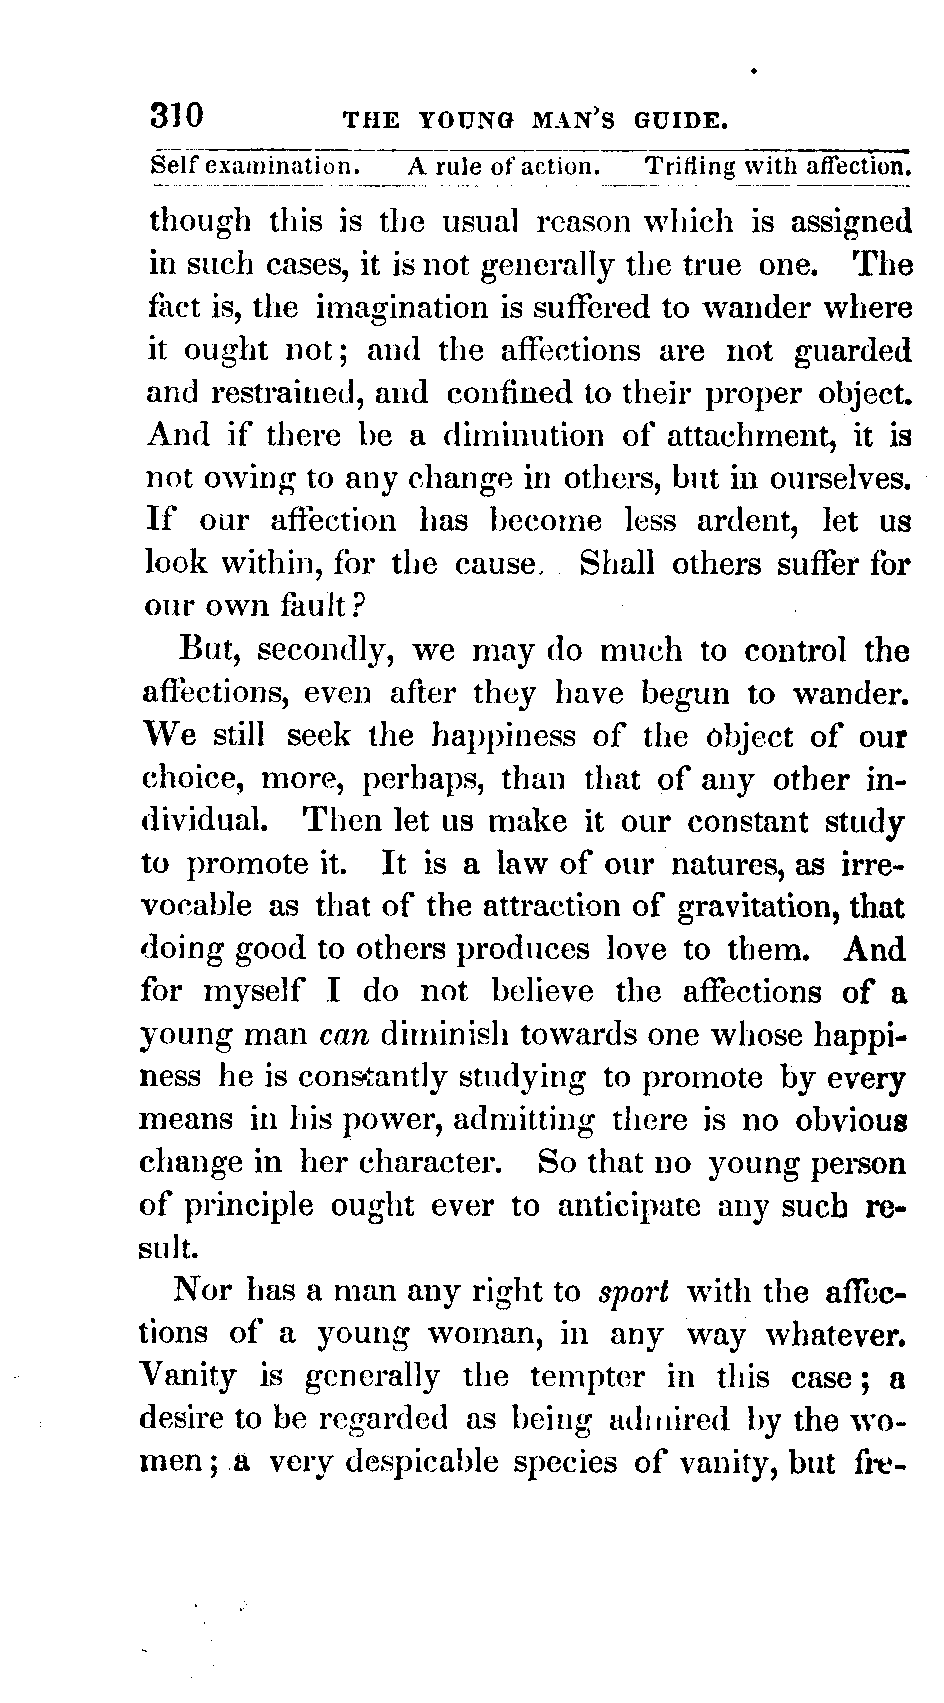 310 THE YOUNG MAN'S GUIDE.
Self examination. A rule of action. Trifling with affection.
though this is the usual reason which is assigned
in such cases, it is not generally the true one. The
fact is, the imagination is suffered to wander where
it ought not; and the affections are not guarded
and restrained, and confined to their proper object.
And if there be a diminution of attachment, it is
not owing to any change in others, but in ourselves.
If our affection has become less ardent, let us
look within, for the cause. Shall others suffer for
our own fault?
But, secondly, we may do much to control the
affections, even after they have begun to wander.
We still seek the happiness of the object of our
choice, more, perhaps, than that of any other in-
dividual. Then let us make it our constant study
to promote it. It is a law of our natures, as irre-
vocable as that of the attraction of gravitation, that
doing good to others produces love to them. And
for myself I do not believe the affections of a
young man can diminish towards one whose happi-
ness he is constantly studying to promote by every
means in his power, admitting there is no obvious
change in her character. So that no young person
of principle ought ever to anticipate any such re-
sult.
Nor has a man any right to sport with the affec-
tions of a young woman, in any way whatever.
Vanity is generally the tempter in this case; a
desire to be regarded as being admired by the wo-
men; a very despicable species of vanity, but fre-